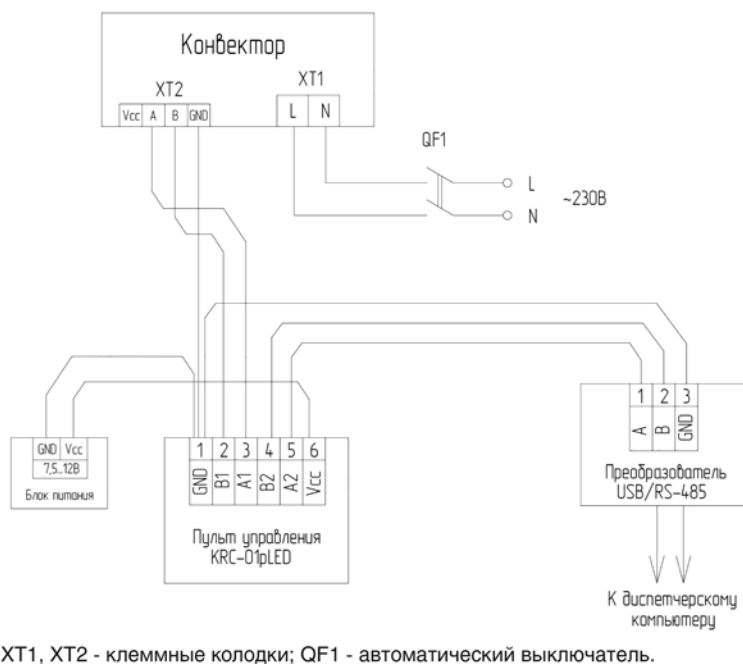 Конвектор
XT2
XT1
Vcc A B GND
L N
QF1
L
~230В
N
1 2 3
A B GND
Преобразователь
USB/RS-485
GND Vcc
7,5...12В
Блок питания
1 2 3 4 5 6
GND B1 A1 B2 A2 Vcc
Пульт управления
KRC-01pLED
К диспетчерскому
компьютеру
XT1, XT2 - клеммные колодки; QF1 - автоматический выключатель.